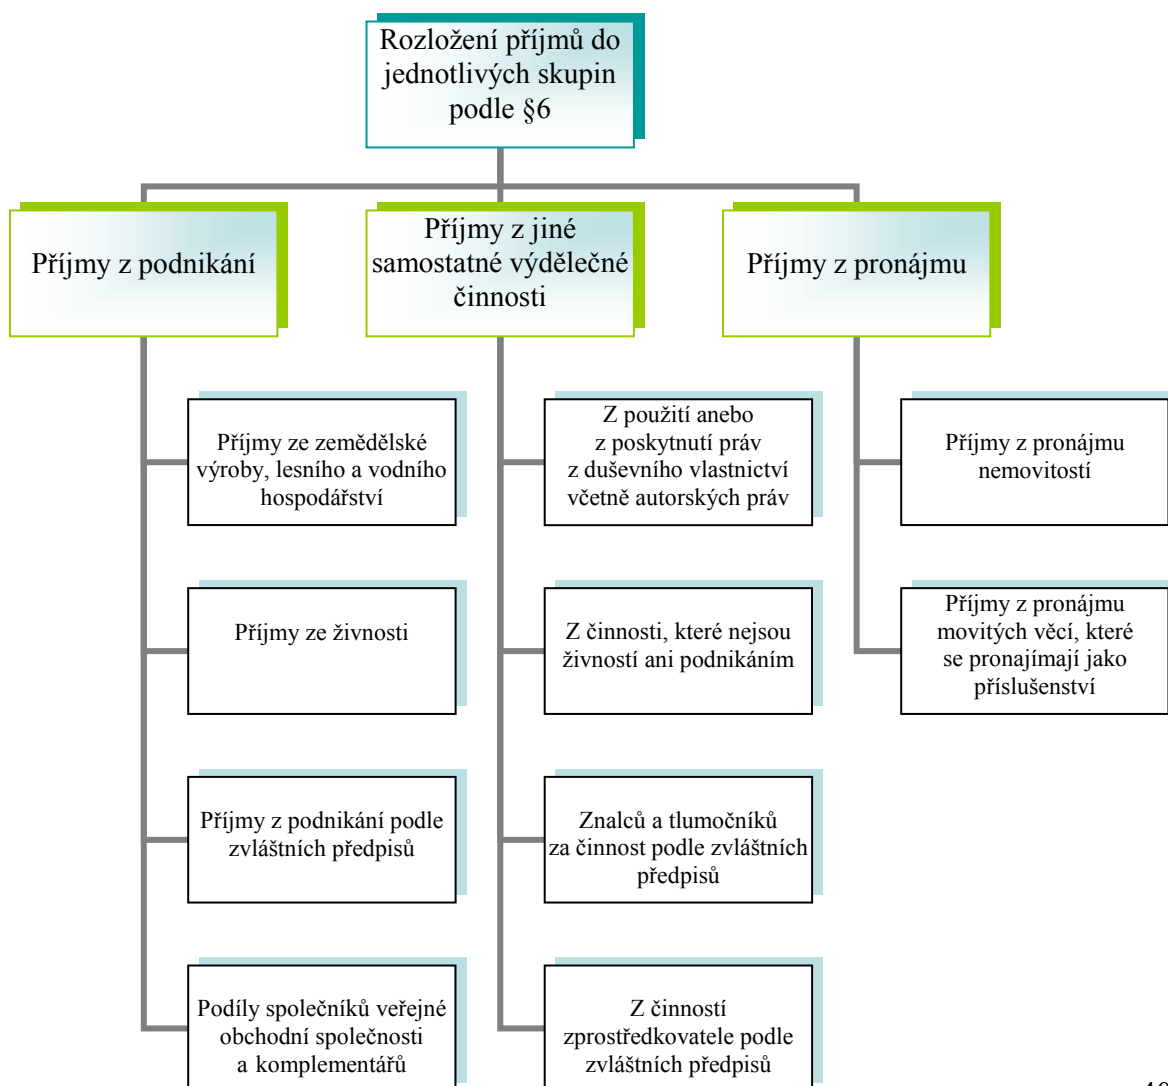 Rozložení příjmů do
jednotlivých skupin
podle §6
Příjmy z podnikání
Příjmy z jiné
samostatné výdělečné
činnosti
Příjmy z pronájmu
Příjmy ze zemědělské
výroby, lesního a vodního
hospodářství
Příjmy ze živnosti
Příjmy z podnikání podle
zvláštních předpisů
Podíly společníků veřejné
obchodní společnosti
a komplementářů
Z použití anebo
z poskytnutí práv
z duševního vlastnictví
včetně autorských práv
Z činnosti, které nejsou
živností ani podnikáním
Znalců a tlumočníků
za činnost podle zvláštních
předpisů
Z činností
zprostředkovatele podle
zvláštních předpisů
Příjmy z pronájmu
nemovitostí
Příjmy z pronájmu
movitých věcí, které
se pronajímají jako
příslušenství